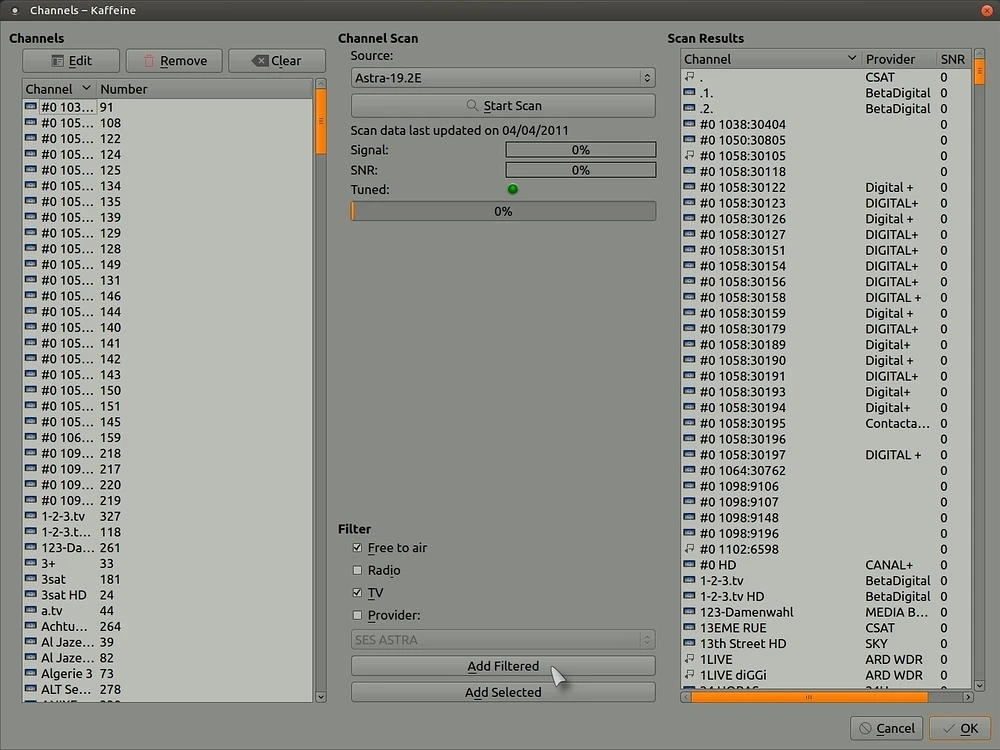 Channels – Kaffeine
Channels
Edit Remove Clear
Channel Number
#0 103... 91
#0 105... 108
#0 105... 122
#0 105... 124
#0 105... 125
#0 105... 134
#0 105... 135
#0 105... 139
#0 105... 129
#0 105... 128
#0 105... 149
#0 105... 131
#0 105... 146
#0 105... 144
#0 105... 140
#0 105... 141
#0 105... 142
#0 105... 143
#0 105... 150
#0 105... 151
#0 105... 145
#0 106... 159
#0 109... 218
#0 109... 217
#0 109... 220
#0 109... 219
1-2-3.tv 327
1-2-3.t... 118
123-Da... 261
3+ 33
3sat 181
3sat HD 24
a.tv 44
Achtu... 264
Al Jaze... 39
Al Jaze... 82
Algerie 3 73
ALT Se... 278
Channel Scan
Source:
Astra-19.2E
Start Scan
Scan data last updated on 04/04/2011
Signal: 0%
SNR: 0%
Tuned:
0%
Filter
Free to air
Radio
TV
Provider:
SES ASTRA
Add Filtered
Add Selected
Scan Results
Channel Provider SNR
. CSAT 0
.1. BetaDigital 0
.2. BetaDigital 0
#0 1038:30404 0
#0 1050:30805 0
#0 1058:30105 0
#0 1058:30118 0
#0 1058:30122 Digital + 0
#0 1058:30123 DIGITAL+ 0
#0 1058:30126 Digital + 0
#0 1058:30127 DIGITAL+ 0
#0 1058:30151 DIGITAL+ 0
#0 1058:30154 DIGITAL+ 0
#0 1058:30156 DIGITAL+ 0
#0 1058:30158 DIGITAL + 0
#0 1058:30159 Digital + 0
#0 1058:30179 DIGITAL+ 0
#0 1058:30189 Digital+ 0
#0 1058:30190 Digital + 0
#0 1058:30191 DIGITAL+ 0
#0 1058:30193 Digital+ 0
#0 1058:30194 Digital+ 0
#0 1058:30195 Contacta... 0
#0 1058:30196 0
#0 1058:30197 DIGITAL + 0
#0 1064:30762 0
#0 1098:9106 0
#0 1098:9107 0
#0 1098:9148 0
#0 1098:9196 0
#0 1102:6598 0
#0 HD CANAL+ 0
1-2-3.tv BetaDigital 0
1-2-3.tv HD BetaDigital 0
123-Damenwahl MEDIA B... 0
13EME RUE CSAT 0
13th Street HD SKY 0
1LIVE ARD WDR 0
1LIVE diGGi ARD WDR 0
Cancel OK